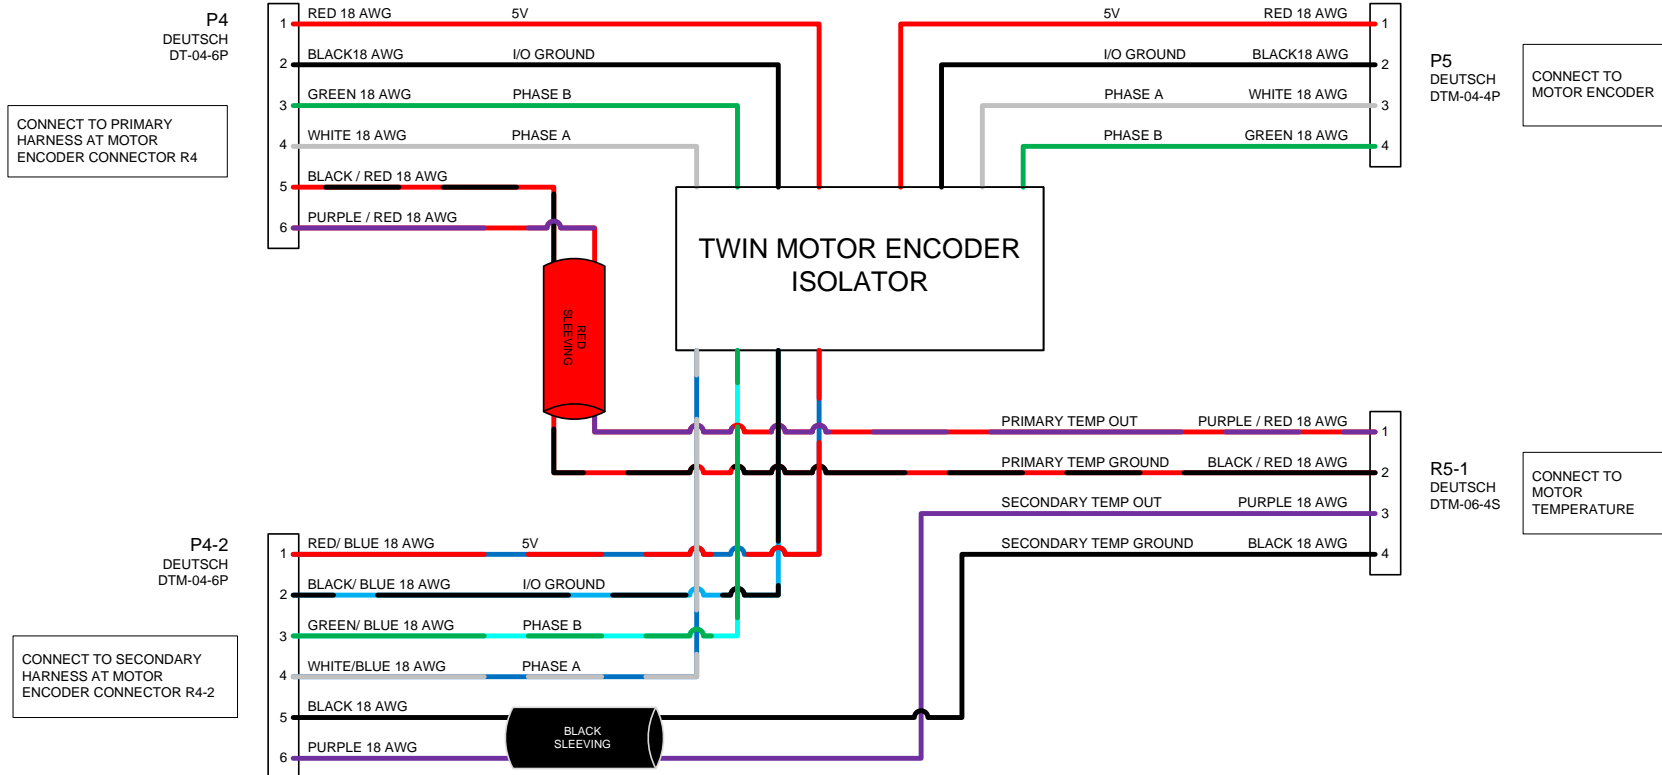 P4
DEUTSCH
DT-04-6P
CONNECT TO PRIMARY
HARNESS AT MOTOR
ENCODER CONNECTOR R4
1 RED 18 AWG 5V
2 BLACK18 AWG I/O GROUND
3 GREEN 18 AWG PHASE B
4 WHITE 18 AWG PHASE A
5 BLACK / RED 18 AWG
6 PURPLE / RED 18 AWG
RED
SLEEVING
TWIN MOTOR ENCODER
ISOLATOR
5V RED 18 AWG 1
I/O GROUND BLACK18 AWG 2
PHASE A WHITE 18 AWG 3
PHASE B GREEN 18 AWG 4
P5
DEUTSCH
DTM-04-4P
CONNECT TO
MOTOR ENCODER
PRIMARY TEMP OUT PURPLE / RED 18 AWG 1
PRIMARY TEMP GROUND BLACK / RED 18 AWG 2
SECONDARY TEMP OUT PURPLE 18 AWG 3
SECONDARY TEMP GROUND BLACK 18 AWG 4
R5-1
DEUTSCH
DTM-06-4S
CONNECT TO
MOTOR
TEMPERATURE
P4-2
DEUTSCH
DTM-04-6P
CONNECT TO SECONDARY
HARNESS AT MOTOR
ENCODER CONNECTOR R4-2
1 RED/ BLUE 18 AWG 5V
2 BLACK/ BLUE 18 AWG I/O GROUND
3 GREEN/ BLUE 18 AWG PHASE B
4 WHITE/BLUE 18 AWG PHASE A
5 BLACK 18 AWG
6 PURPLE 18 AWG
BLACK
SLEEVING